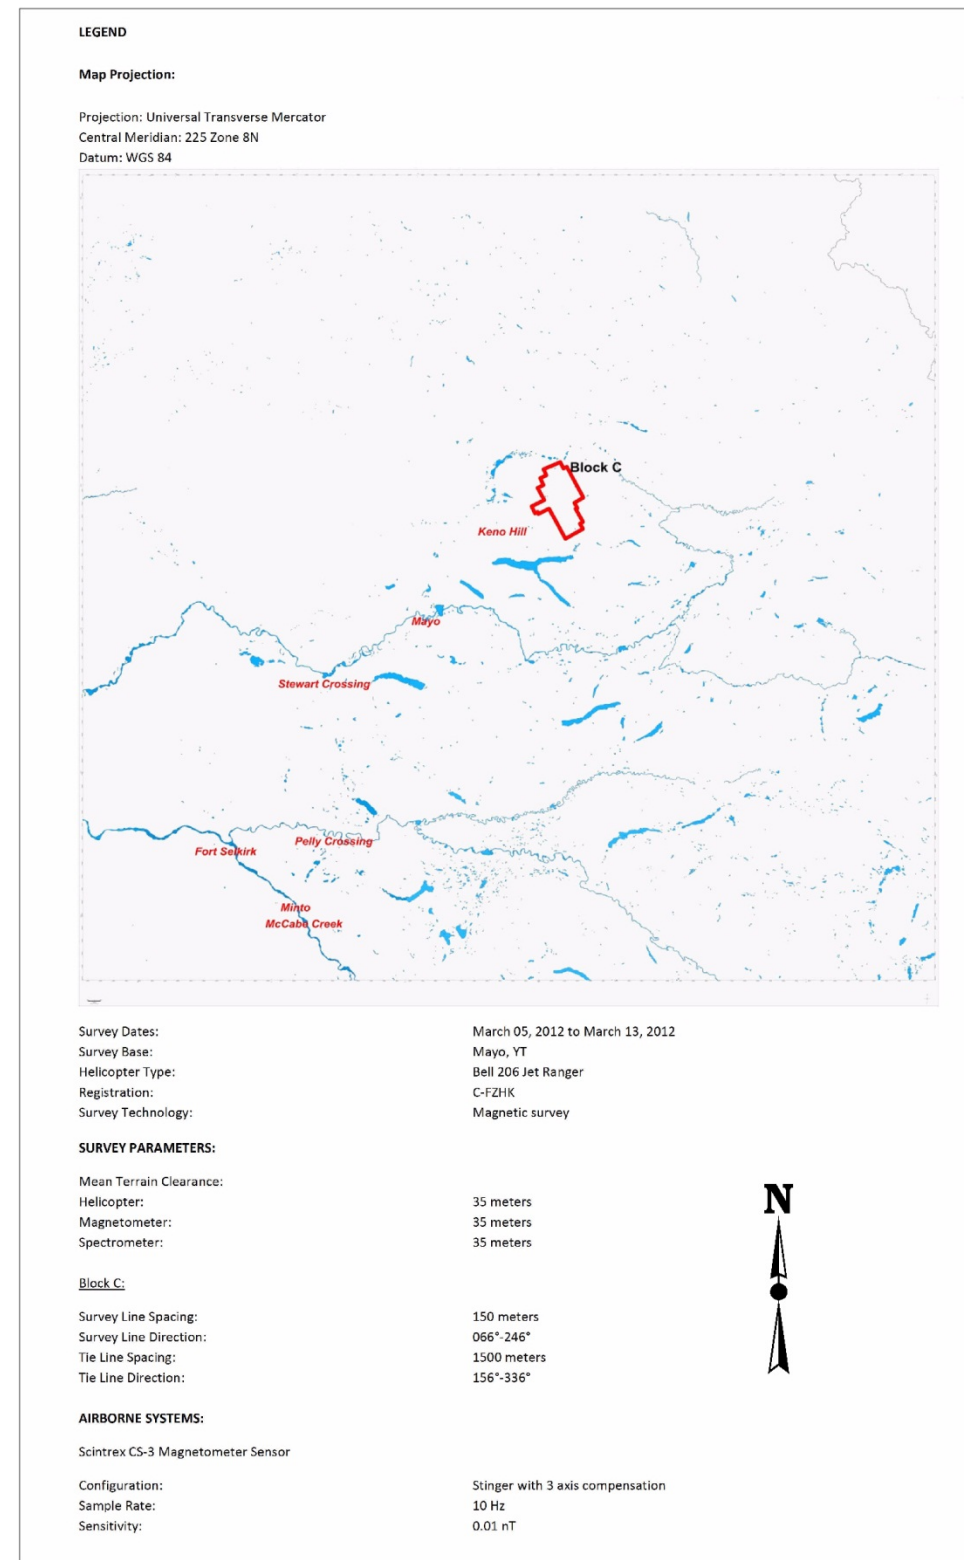 LEGEND
Map Projection:
Projection: Universal Transverse Mercator
Central Meridian: 225 Zone 8N
Datum: WGS 84
Block C
Keno Hill
Mayo
Stewart Crossing
Pelly Crossing
Fort Selkirk
Minto
McCabe Creek
Survey Dates: March 05, 2012 to March 13, 2012
Survey Base: Mayo, YT
Helicopter Type: Bell 206 Jet Ranger
Registration: C-FZHK
Survey Technology: Magnetic survey
SURVEY PARAMETERS:
Mean Terrain Clearance:
Helicopter: 35 meters
Magnetometer: 35 meters
Spectrometer: 35 meters
N
Block C:
Survey Line Spacing: 150 meters
Survey Line Direction: 066°-246°
Tie Line Spacing: 1500 meters
Tie Line Direction: 156°-336°
AIRBORNE SYSTEMS:
Scintrex CS-3 Magnetometer Sensor
Configuration: Stinger with 3 axis compensation
Sample Rate: 10 Hz
Sensitivity: 0.01 nT